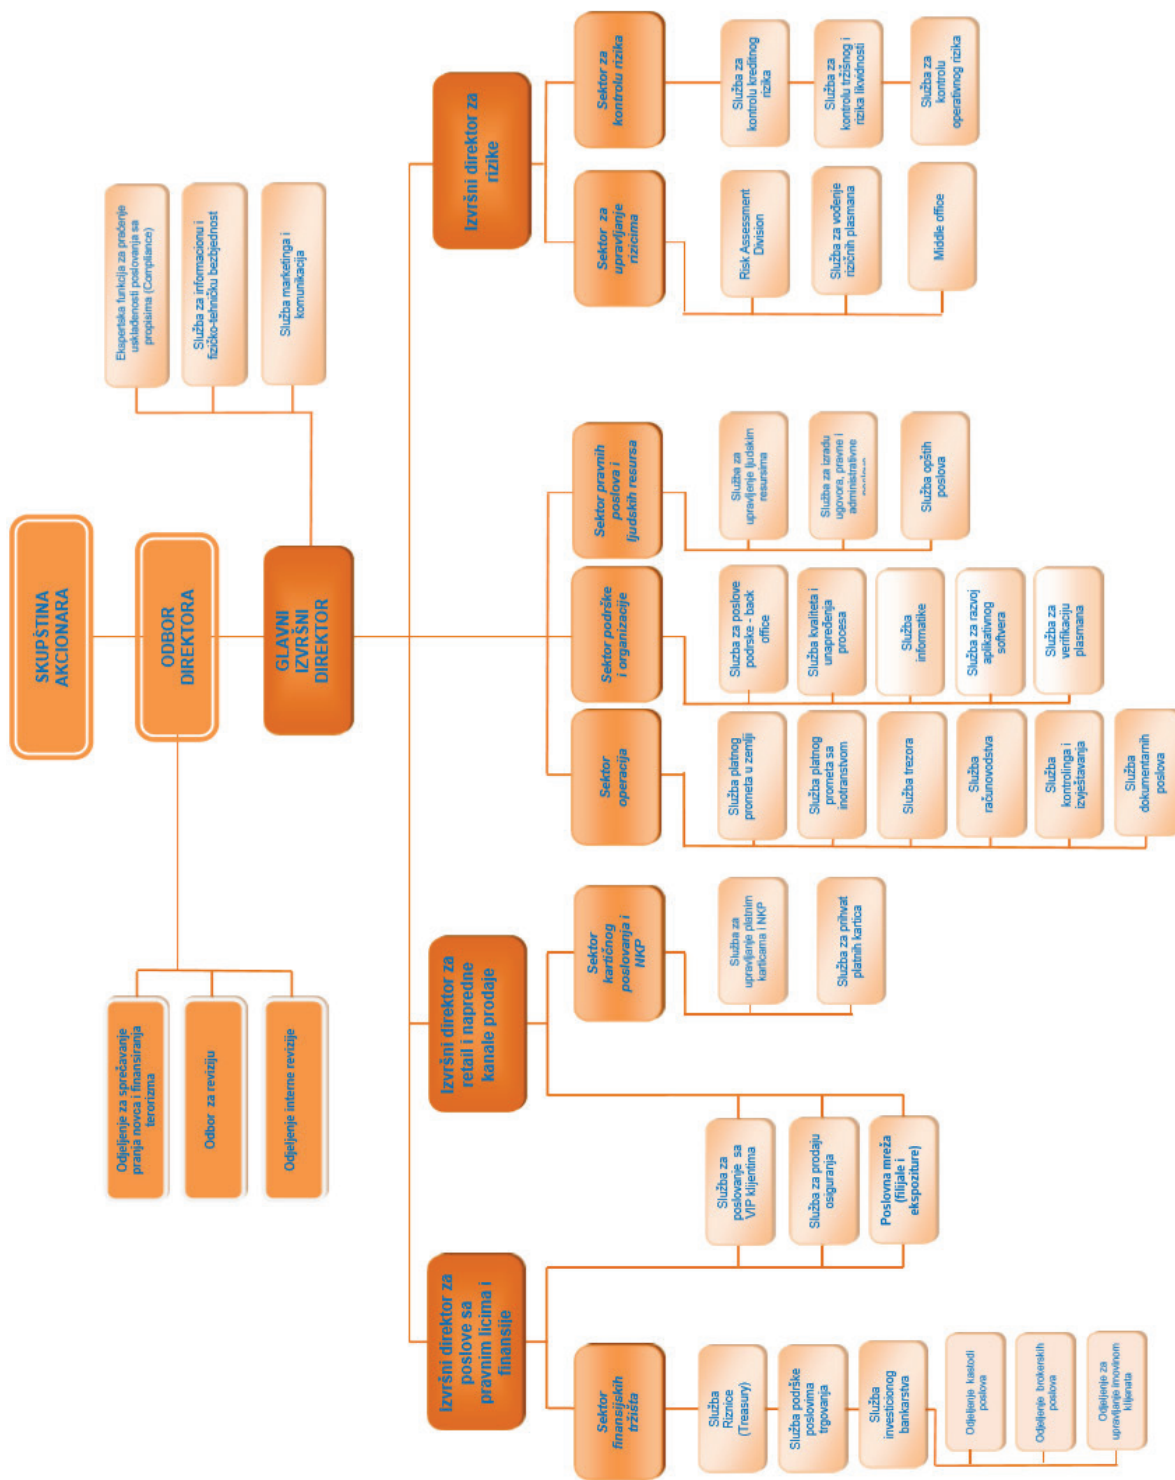 SKUPŠTINA
AKCIONARA
ODBOR
DIREKTORA
GLAVNI
IZVRŠNI
DIREKTOR
Odjeljenje za sprečavanje
pranja novca i finansiranja
terorizma
Odbor za reviziju
Odjeljenje interne revizije
Ekspertska funkcija za praćenje
usklađenosti poslovanja sa
propisima (Compliance)
Služba za informacionu i
fizičko-tehničku bezbjednost
Služba marketinga i
komunikacija
Izvršni direktor za
poslove sa
pravnim licima i
finansije
Izvršni direktor za
retail i napredne
kanale prodaje
Izvršni direktor za
rizike
Sektor
finansijskih
tržišta
Sektor
kartičnog
poslovanja i
NKP
Sektor
operacija
Sektor podrške
i organizacije
Sektor pravnih
poslova i
ljudskih resursa
Sektor za
upravljanje
rizicima
Sektor za
kontrolu rizika
Služba
Riznice
(Treasury)
Služba podrške
poslovima
trgovanja
Služba
investicionog
bankarstva
Odjeljenje kastodi
poslova
Odjeljenje brokerskih
poslova
Odjeljenje za
upravljanje imovinom
klijenata
Služba za
poslovanje sa
VIP klijentima
Služba za prodaju
osiguranja
Poslovna mreža
(filijale i
ekspoziture)
Služba za
upravljanje platnim
karticama i NKP
Služba za prihvat
platnih kartica
Služba platnog
prometa u zemlji
Služba platnog
prometa sa
inotranstvom
Služba trezora
Služba
računovodstva
Služba
kontrolinga i
izvještavanja
Služba
dokumentarnih
poslova
Služba za poslove
podrske - back
office
Služba kvaliteta i
unapređenja
procesa
Služba
informatike
Služba za razvoj
aplikativnog
softvera
Služba za
verifikaciju
plasmana
Služba za
upravljenje ljudskim
resursima
Služba za izradu
ugovora, pravne i
administrativne
poslove
Služba opštih
poslova
Risk Assessment
Division
Služba za vođenje
rizičnih plasmana
Middle office
Služba za
kontrolu kreditnog
rizika
Služba za
kontrolu tržišnog i
rizika likvidnosti
Služba za
kontrolu
operativnog rizika